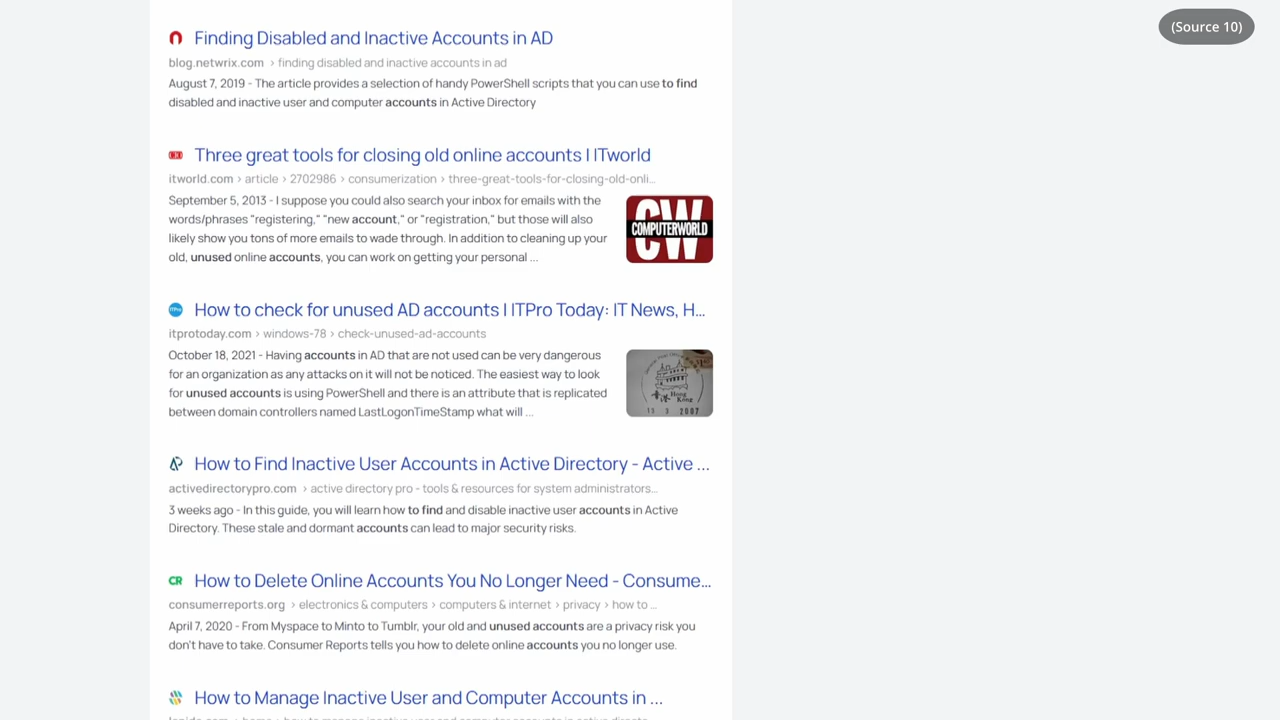 (Source 10)
Finding Disabled and Inactive Accounts in AD
blog.netwrix.com › finding disabled and inactive accounts in ad
August 7, 2019 - The article provides a selection of handy PowerShell scripts that you can use to find
disabled and inactive user and computer accounts in Active Directory
Three great tools for closing old online accounts | ITworld
itworld.com › article › 2702986 › consumerization › three-great-tools-for-closing-old-onli...
September 5, 2013 - I suppose you could also search your inbox for emails with the
words/phrases "registering," "new account," or "registration," but those will also
likely show you tons of more emails to wade through. In addition to cleaning up your
old, unused online accounts, you can work on getting your personal ...
CW
COMPUTERWORLD
How to check for unused AD accounts | ITPro Today: IT News, H...
itprotoday.com › windows-78 › check-unused-ad-accounts
October 18, 2021 - Having accounts in AD that are not used can be very dangerous
for an organization as any attacks on it will not be noticed. The easiest way to look
for unused accounts is using PowerShell and there is an attribute that is replicated
between domain controllers named LastLogonTimeStamp what will ...
香港 Hong
Kong
2007
How to Find Inactive User Accounts in Active Directory - Active ...
activedirectorypro.com › active directory pro - tools & resources for system administrators...
3 weeks ago - In this guide, you will learn how to find and disable inactive user accounts in Active
Directory. These stale and dormant accounts can lead to major security risks.
CR
How to Delete Online Accounts You No Longer Need - Consume...
consumerreports.org › electronics & computers › computers & internet › privacy › how to ...
April 7, 2020 - From Myspace to Minto to Tumblr, your old and unused accounts are a privacy risk you
don't have to take. Consumer Reports tells you how to delete online accounts you no longer use.
How to Manage Inactive User and Computer Accounts in ...